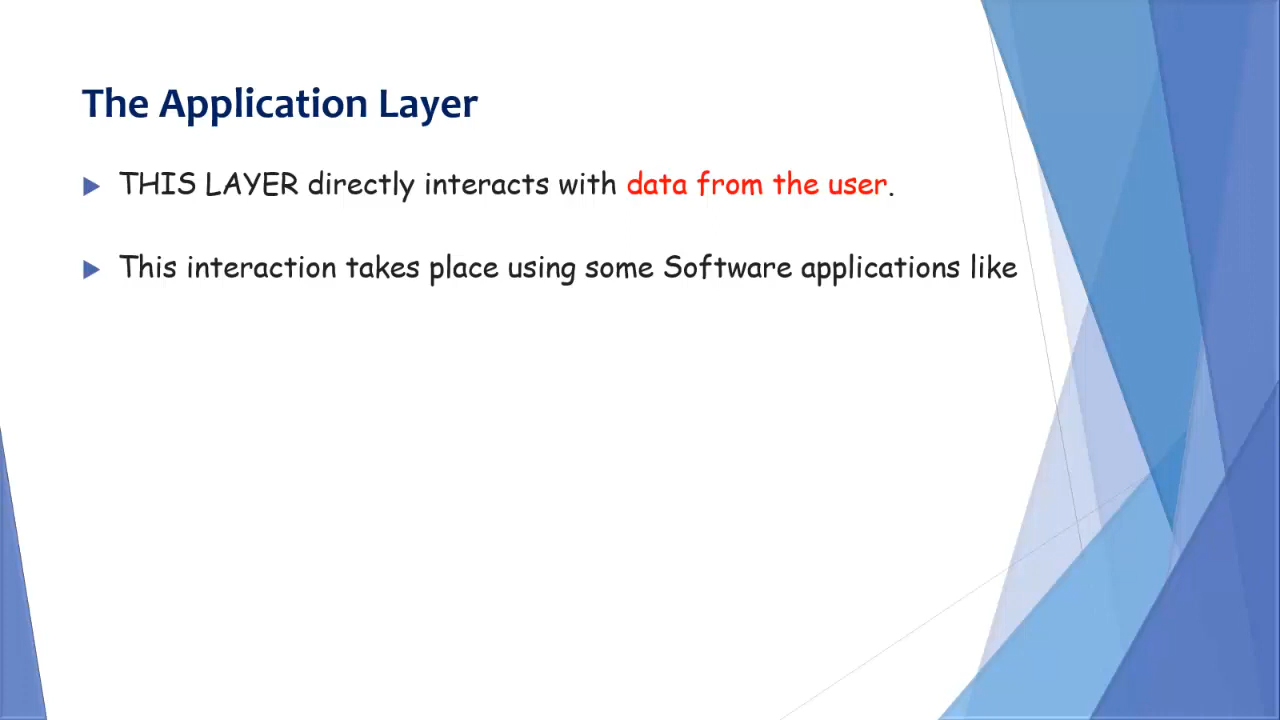 The Application Layer
THIS LAYER directly interacts with data from the user.
This interaction takes place using some Software applications like